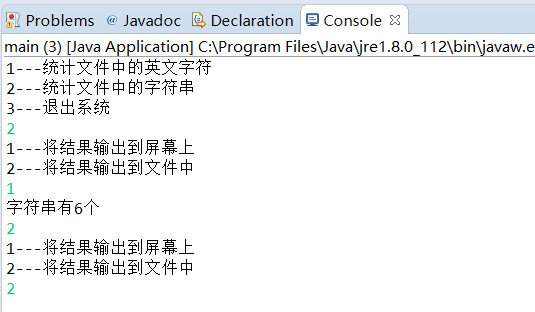 Problems @ Javadoc Declaration Console
main (3) [Java Application] C:\Program Files\Java\jre1.8.0_112\bin\javaw.e
1---统计文件中的英文字符
2---统计文件中的字符串
3---退出系统
2
1---将结果输出到屏幕上
2---将结果输出到文件中
1
字符串有6个
2
1---将结果输出到屏幕上
2---将结果输出到文件中
2